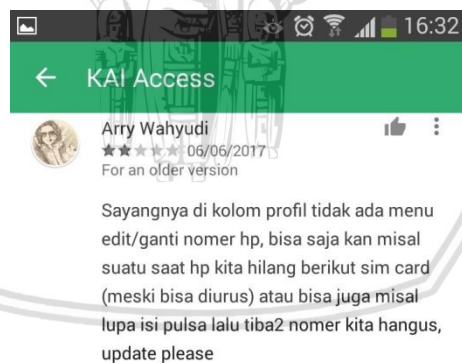 16:32
KAI Access
Arry Wahyudi
06/06/2017
For an older version
Sayangnya di kolom profil tidak ada menu
edit/ganti nomer hp, bisa saja kan misal
suatu saat hp kita hilang berikut sim card
(meski bisa diurus) atau bisa juga misal
lupa isi pulsa lalu tiba2 nomer kita hangus,
update please